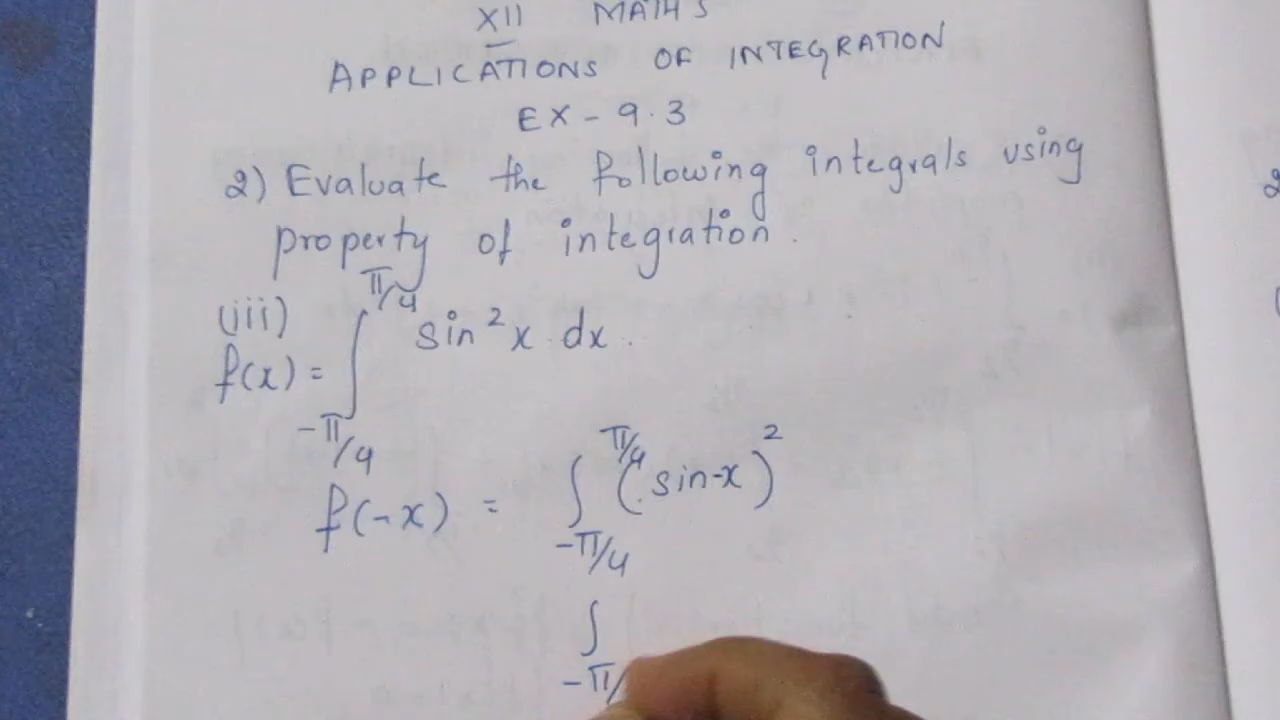 XII MATHS
APPLICATIONS OF INTEGRATION
EX - 9.3
2) Evaluate the following integrals using
property of integration.
(iii)
f(x) = ∫_{-π/4}^{π/4} sin²x dx.
f(-x) = ∫_{-π/4}^{π/4} (sin-x)²
∫_{-π/